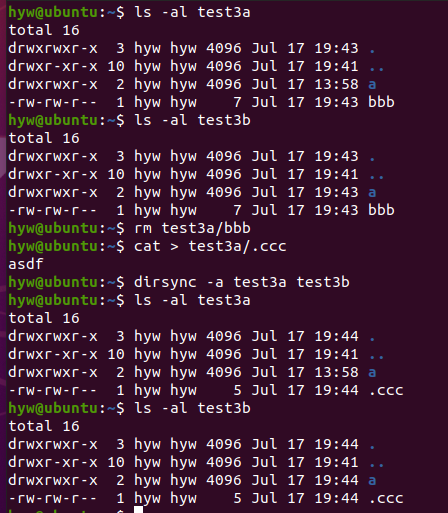 hyw@ubuntu:~$ ls -al test3a
total 16
drwxrwxr-x  3 hyw hyw 4096 Jul 17 19:43 .
drwxr-xr-x 10 hyw hyw 4096 Jul 17 19:41 ..
drwxrwxr-x  2 hyw hyw 4096 Jul 17 13:58 a
-rw-rw-r--  1 hyw hyw    7 Jul 17 19:43 bbb
hyw@ubuntu:~$ ls -al test3b
total 16
drwxrwxr-x  3 hyw hyw 4096 Jul 17 19:43 .
drwxr-xr-x 10 hyw hyw 4096 Jul 17 19:41 ..
drwxrwxr-x  2 hyw hyw 4096 Jul 17 19:43 a
-rw-rw-r--  1 hyw hyw    7 Jul 17 19:43 bbb
hyw@ubuntu:~$ rm test3a/bbb
hyw@ubuntu:~$ cat > test3a/.ccc
asdf
hyw@ubuntu:~$ dirsync -a test3a test3b
hyw@ubuntu:~$ ls -al test3a
total 16
drwxrwxr-x  3 hyw hyw 4096 Jul 17 19:44 .
drwxr-xr-x 10 hyw hyw 4096 Jul 17 19:41 ..
drwxrwxr-x  2 hyw hyw 4096 Jul 17 13:58 a
-rw-rw-r--  1 hyw hyw    5 Jul 17 19:44 .ccc
hyw@ubuntu:~$ ls -al test3b
total 16
drwxrwxr-x  3 hyw hyw 4096 Jul 17 19:44 .
drwxr-xr-x 10 hyw hyw 4096 Jul 17 19:41 ..
drwxrwxr-x  2 hyw hyw 4096 Jul 17 19:44 a
-rw-rw-r--  1 hyw hyw    5 Jul 17 19:44 .ccc